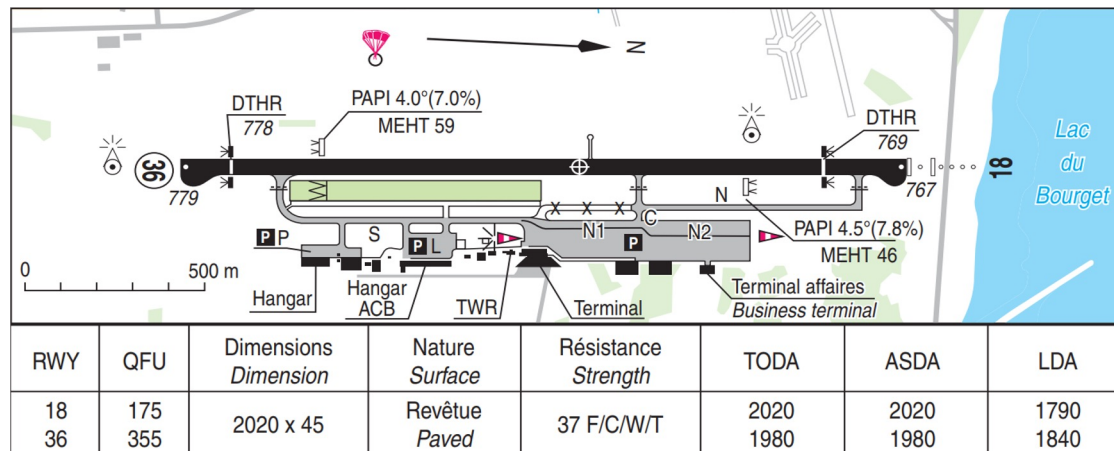 N
DTHR
778
PAPI 4.0°(7.0%)
MEHT 59
DTHR
769
Lac
du
Bourget
36
779
18
767
N
C
S
N1
N2
P P
P L
P
PAPI 4.5°(7.8%)
MEHT 46
0
500 m
Hangar
Hangar
ACB
TWR
Terminal
Terminal affaires
Business terminal
RWY QFU Dimensions Nature Résistance TODA ASDA LDA
Dimension Surface Strength
18 175 2020 x 45 Revêtue 37 F/C/W/T 2020 2020 1790
36 355 Paved 1980 1980 1840